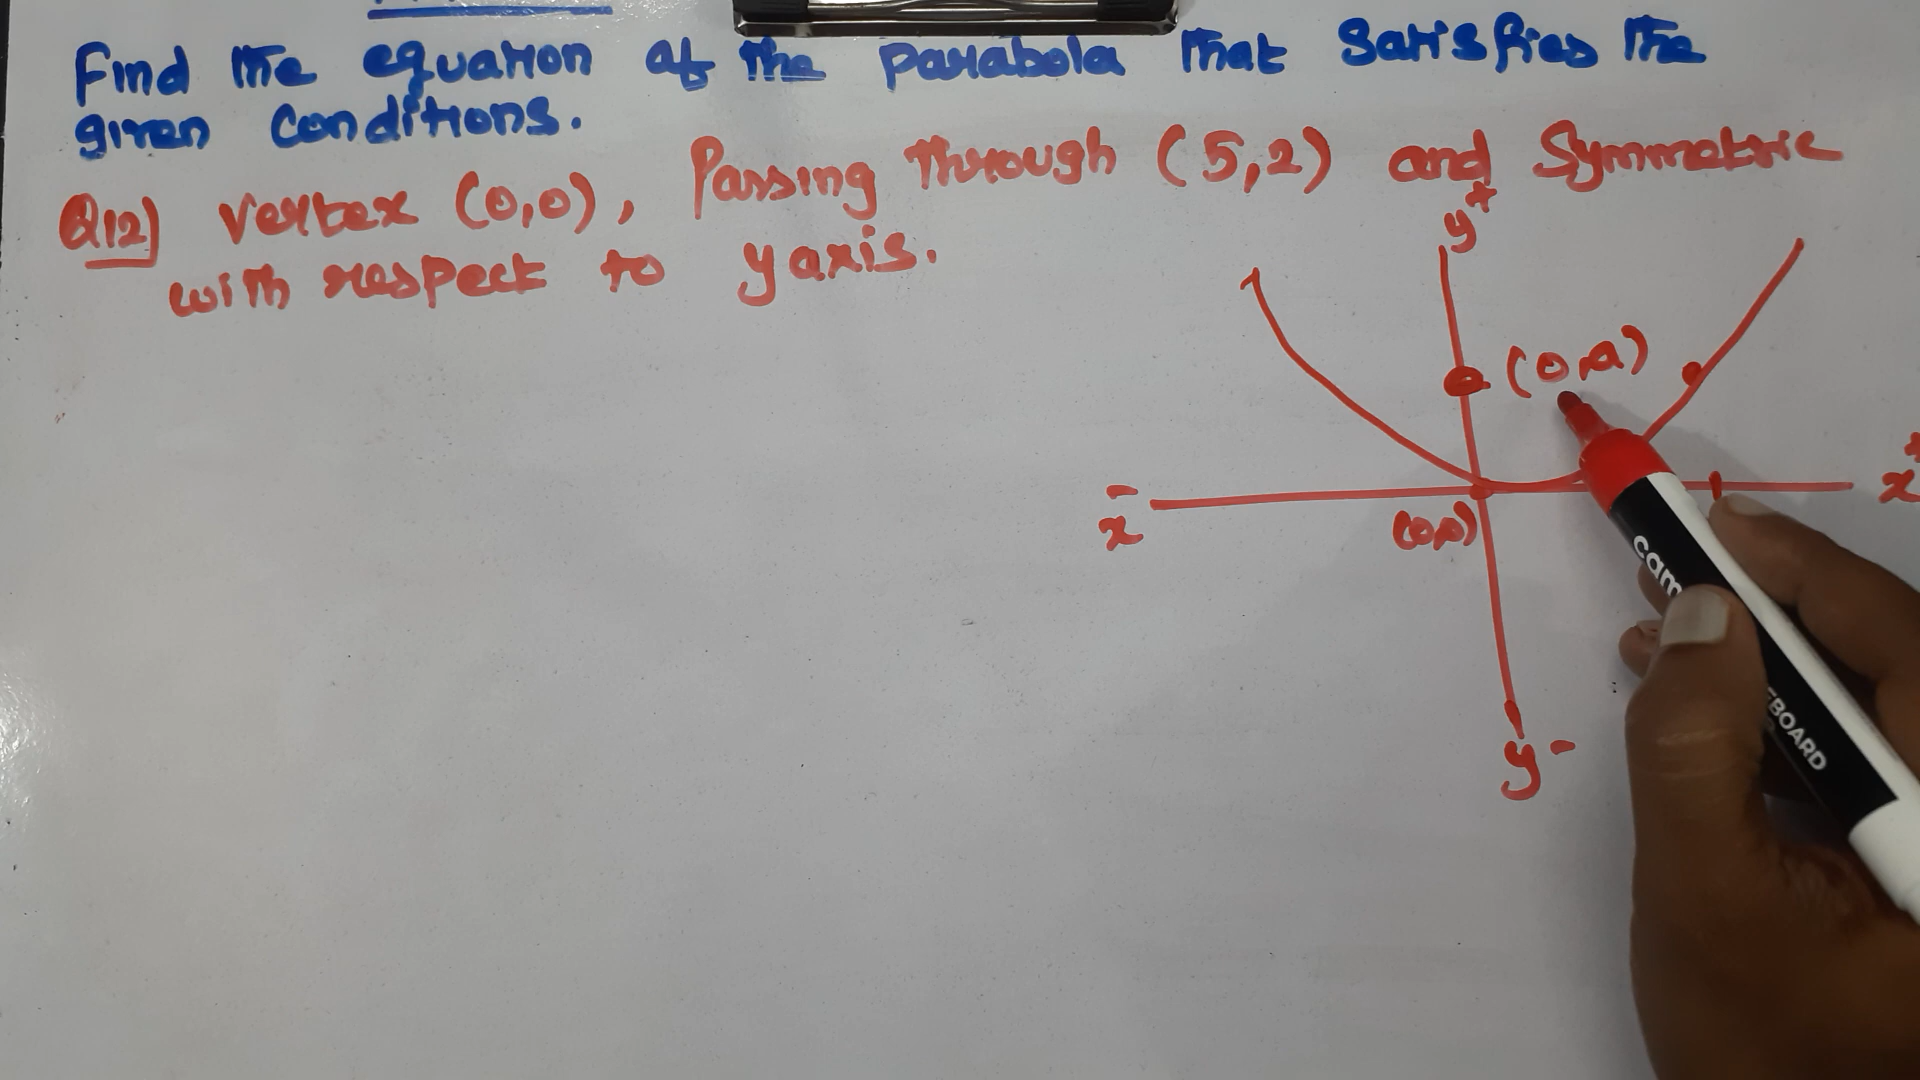 Find the equation of the parabola that satisfies the
given conditions.
Q12) Vertex (0,0), Passing through (5,2) and Symmetric
with respect to y axis.
y+
(0,a)
x- x+
(0,0)
cam
EBOARD
y-